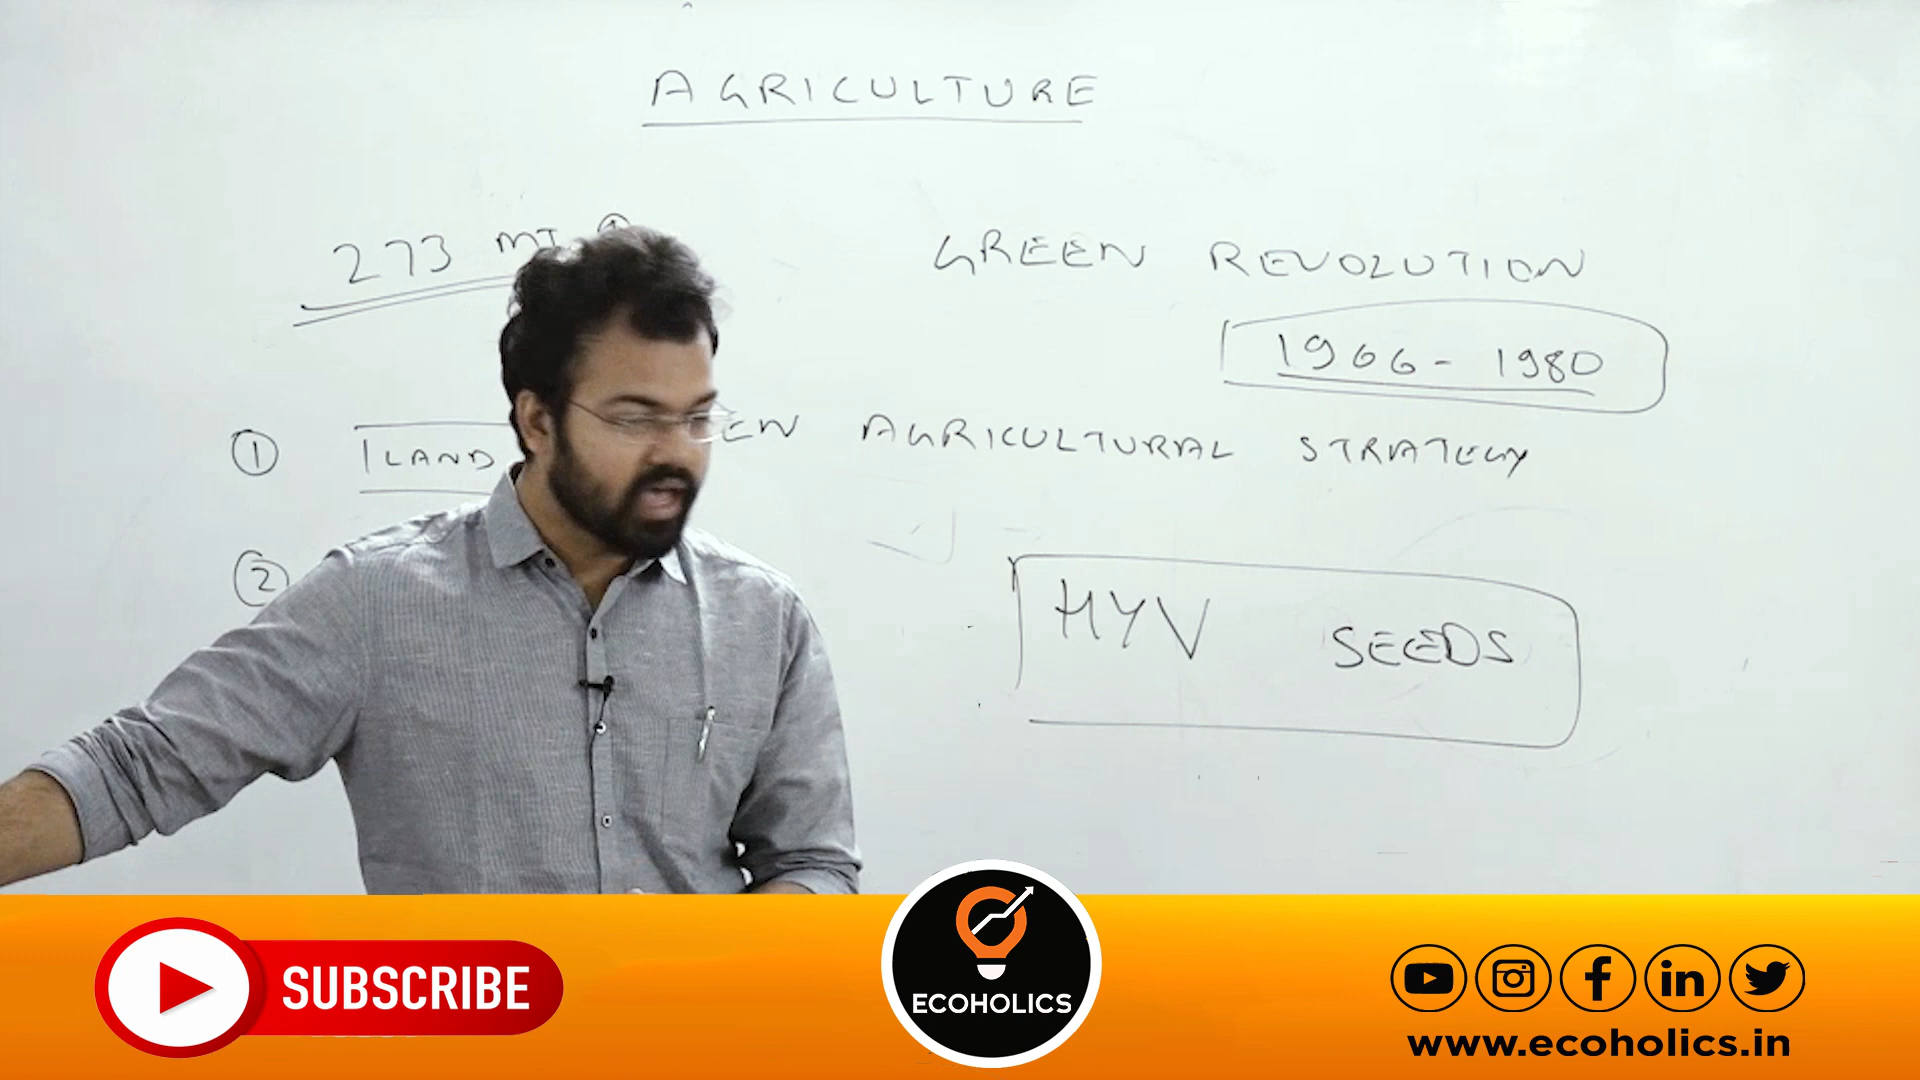 AGRICULTURE
273 MT
GREEN REVOLUTION
1966 - 1980
① LAND
AGRICULTURAL STRATEGY
②
HYV SEEDS
SUBSCRIBE
ECOHOLICS
www.ecoholics.in